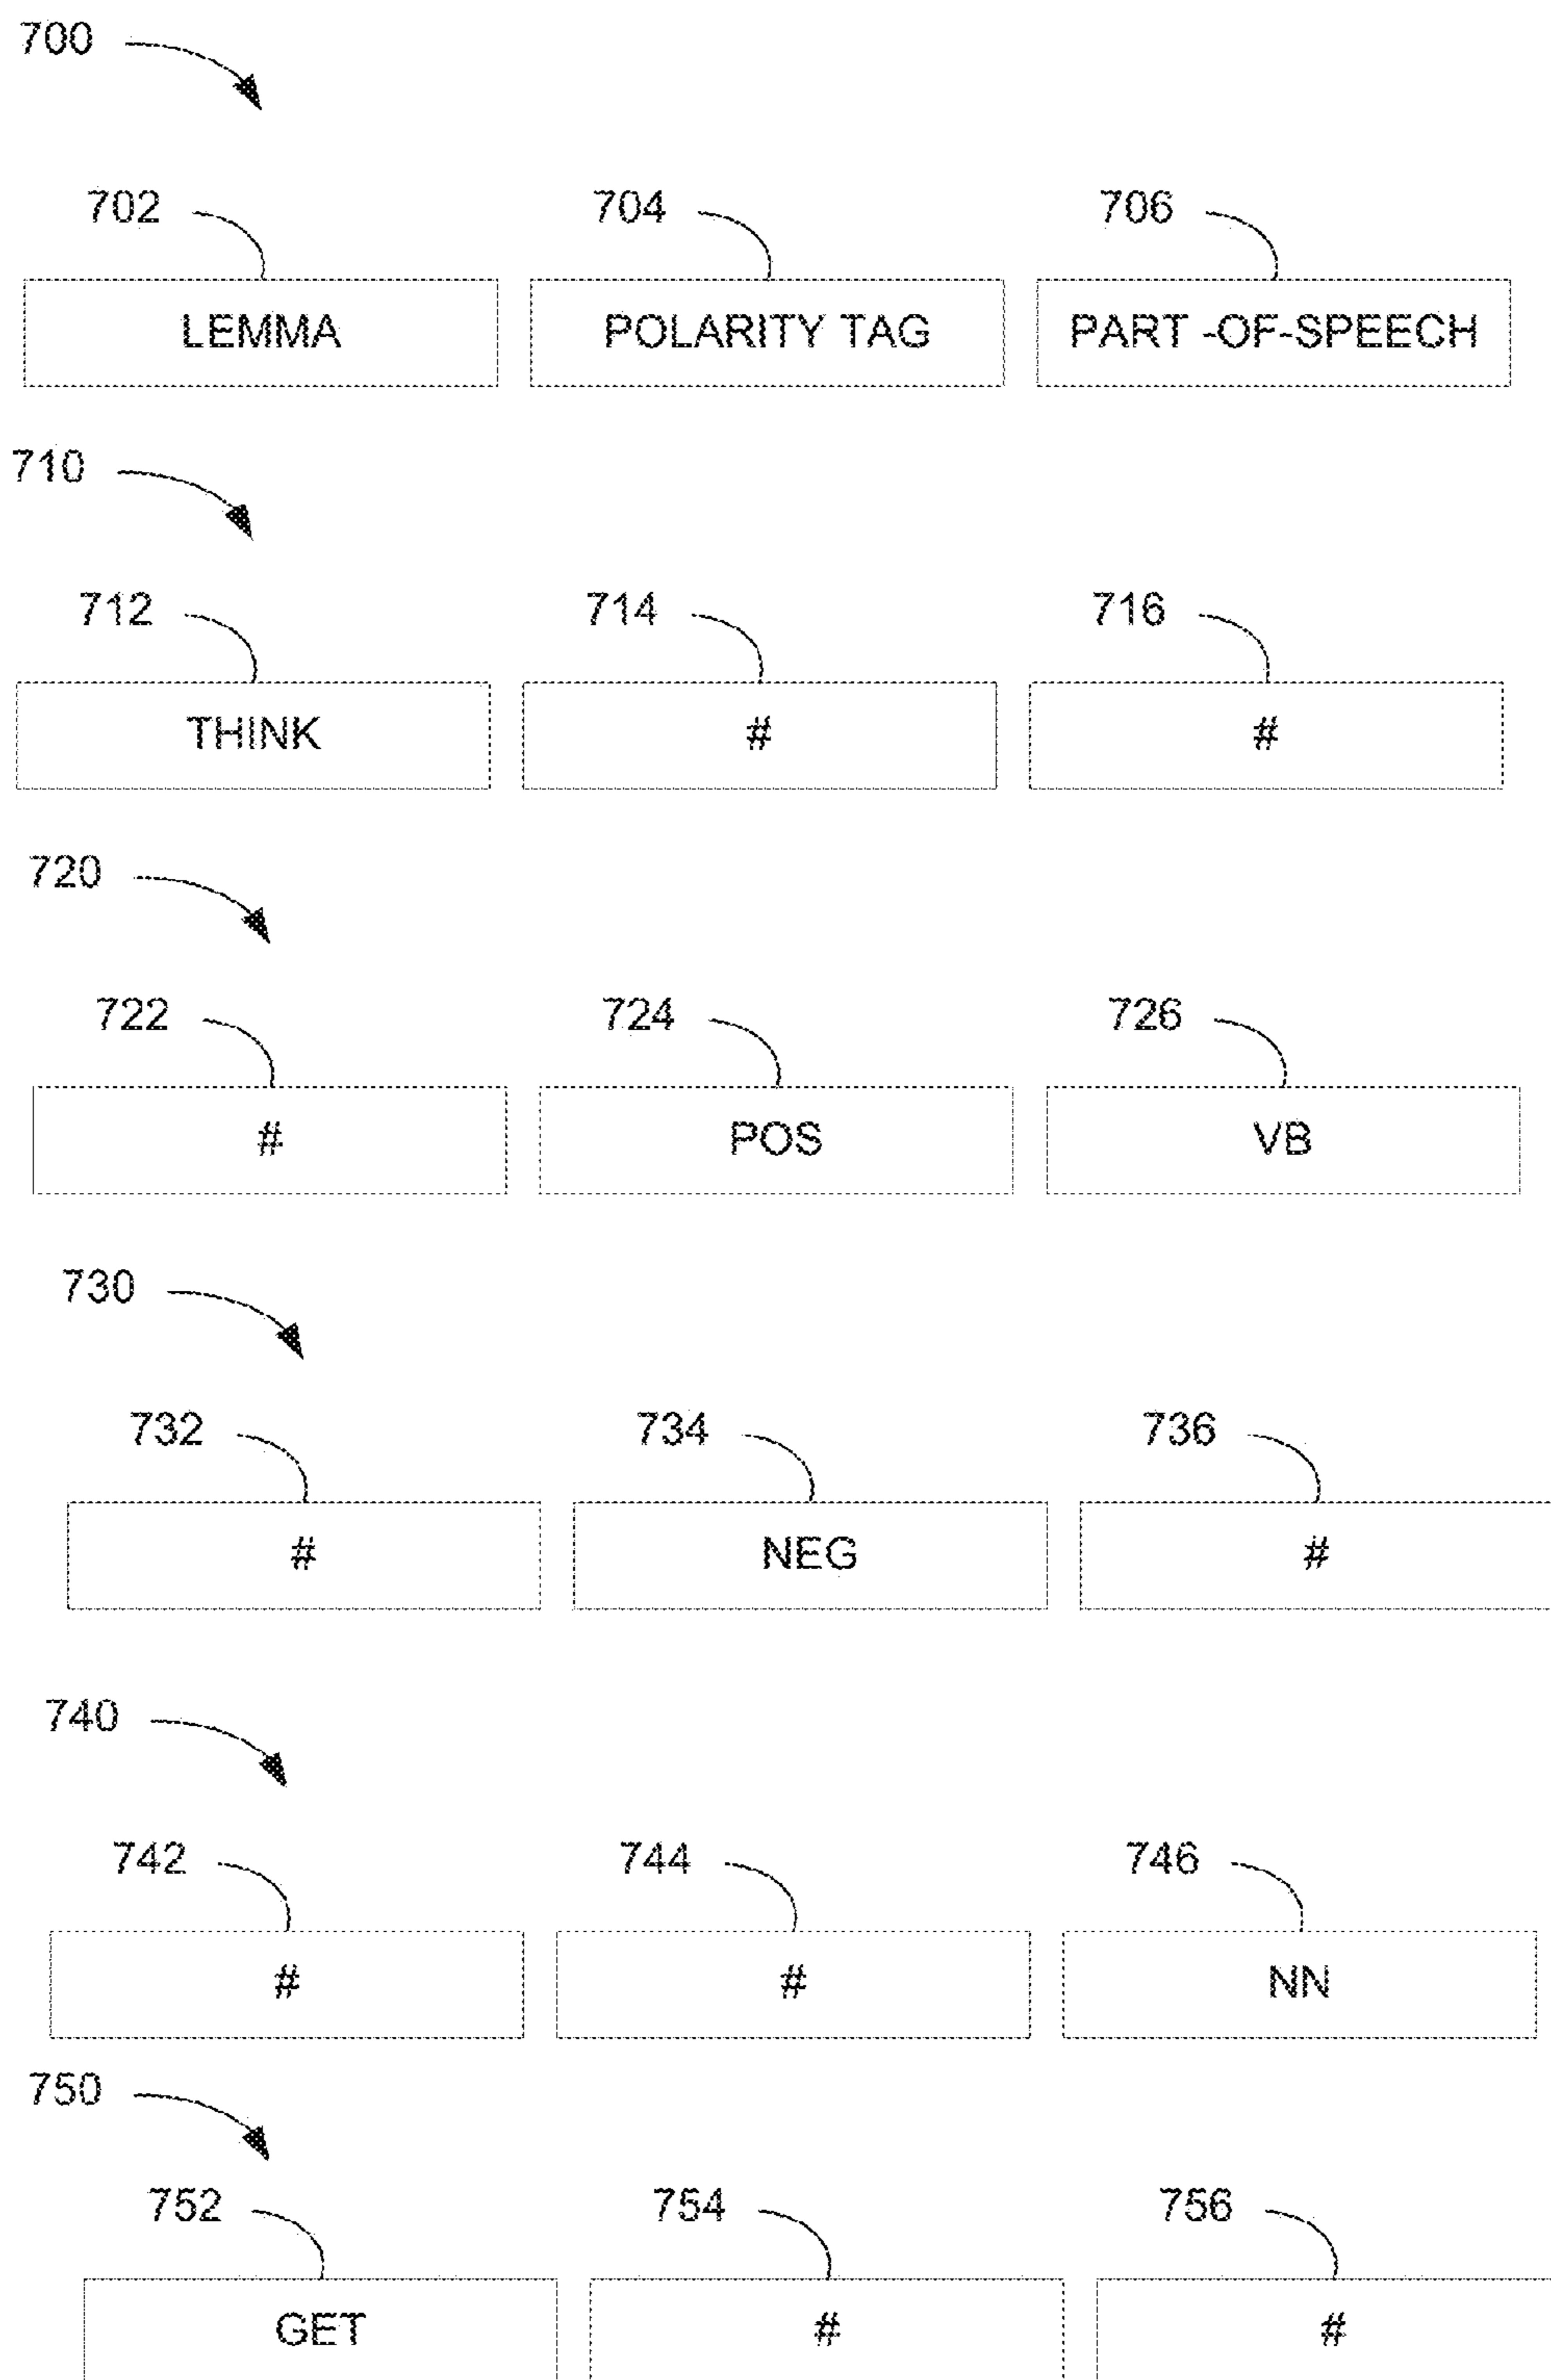 700
702 704 706
LEMMA POLARITY TAG PART -OF-SPEECH
710
712 714 716
THINK # #
720
722 724 726
# POS VB
730
732 734 736
# NEG #
740
742 744 746
# # NN
750
752 754 756
GET # #